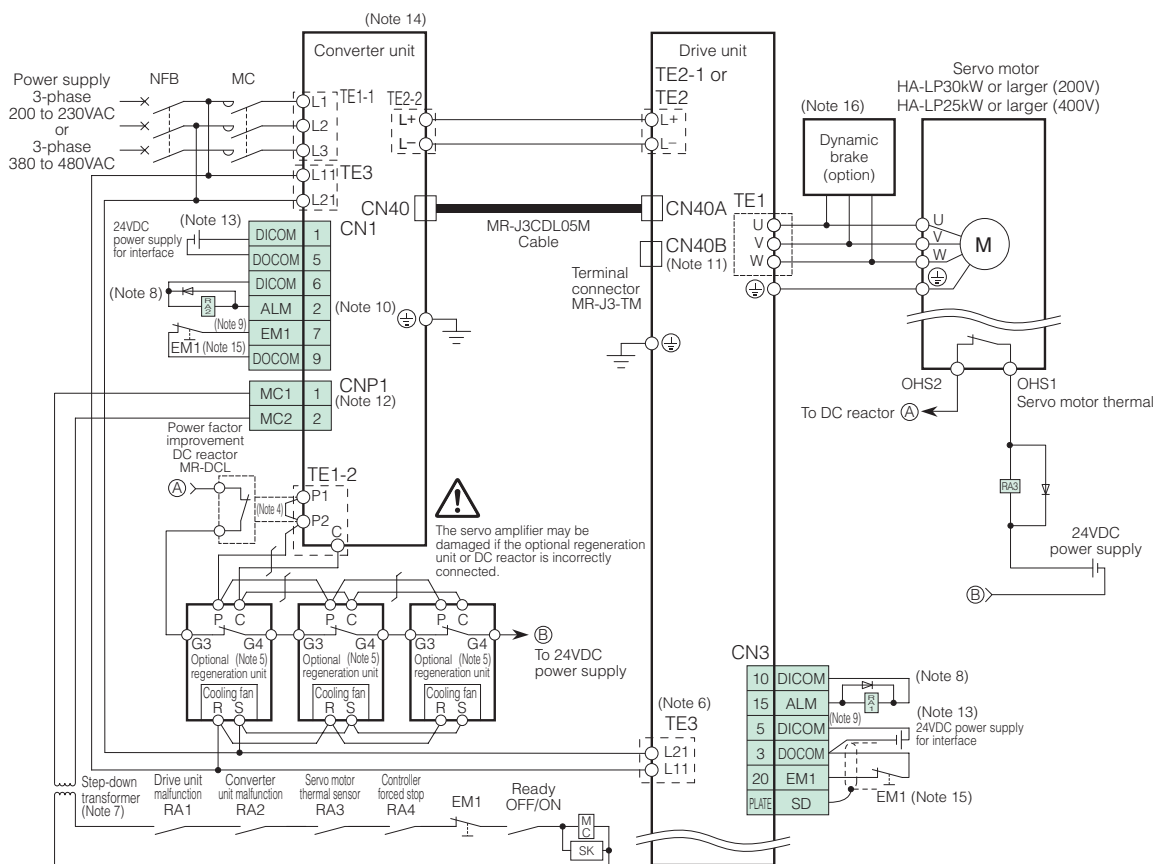 (Note 14)
Converter unit
Drive unit
Power supply
3-phase
200 to 230VAC
or
3-phase
380 to 480VAC
NFB
MC
L1
L2
L3
TE1-1
L11
TE3
L21
TE2-2
L+
L−
TE2-1 or
TE2
L+
L−
(Note 16)
Dynamic
brake
(option)
Servo motor
HA-LP30kW or larger (200V)
HA-LP25kW or larger (400V)
CN40
MR-J3CDL05M
Cable
CN40A
CN40B
(Note 11)
Terminal
connector
MR-J3-TM
TE1
U
V
W
U
V
W
M
24VDC
power supply
for interface
(Note 13)
CN1
DICOM 1
DOCOM 5
DICOM 6
ALM 2
EM1 7
DOCOM 9
(Note 8)
RA2
(Note 10)
(Note 9)
EM1 (Note 15)
CNP1
(Note 12)
MC1 1
MC2 2
OHS2
OHS1
Servo motor thermal
To DC reactor A
RA3
24VDC
power supply
B
Power factor
improvement
DC reactor
MR-DCL
A
(Note 4)
TE1-2
P1
P2
C
The servo amplifier may be
damaged if the optional regeneration
unit or DC reactor is incorrectly
connected.
P C
P C
P C
G3 G4
G3 G4
G3 G4
Optional (Note 5)
regeneration unit
Optional (Note 5)
regeneration unit
Optional (Note 5)
regeneration unit
Cooling fan
R S
Cooling fan
R S
Cooling fan
R S
B
To 24VDC
power supply
(Note 6)
TE3
L21
L11
CN3
10 DICOM
15 ALM
5 DICOM
3 DOCOM
20 EM1
PLATE SD
(Note 8)
RA1
(Note 9)
(Note 13)
24VDC power supply
for interface
EM1 (Note 15)
Step-down
transformer
(Note 7)
Drive unit
malfunction
RA1
Converter
unit malfunction
RA2
Servo motor
thermal sensor
RA3
Controller
forced stop
RA4
EM1
Ready
OFF/ON
MC
SK